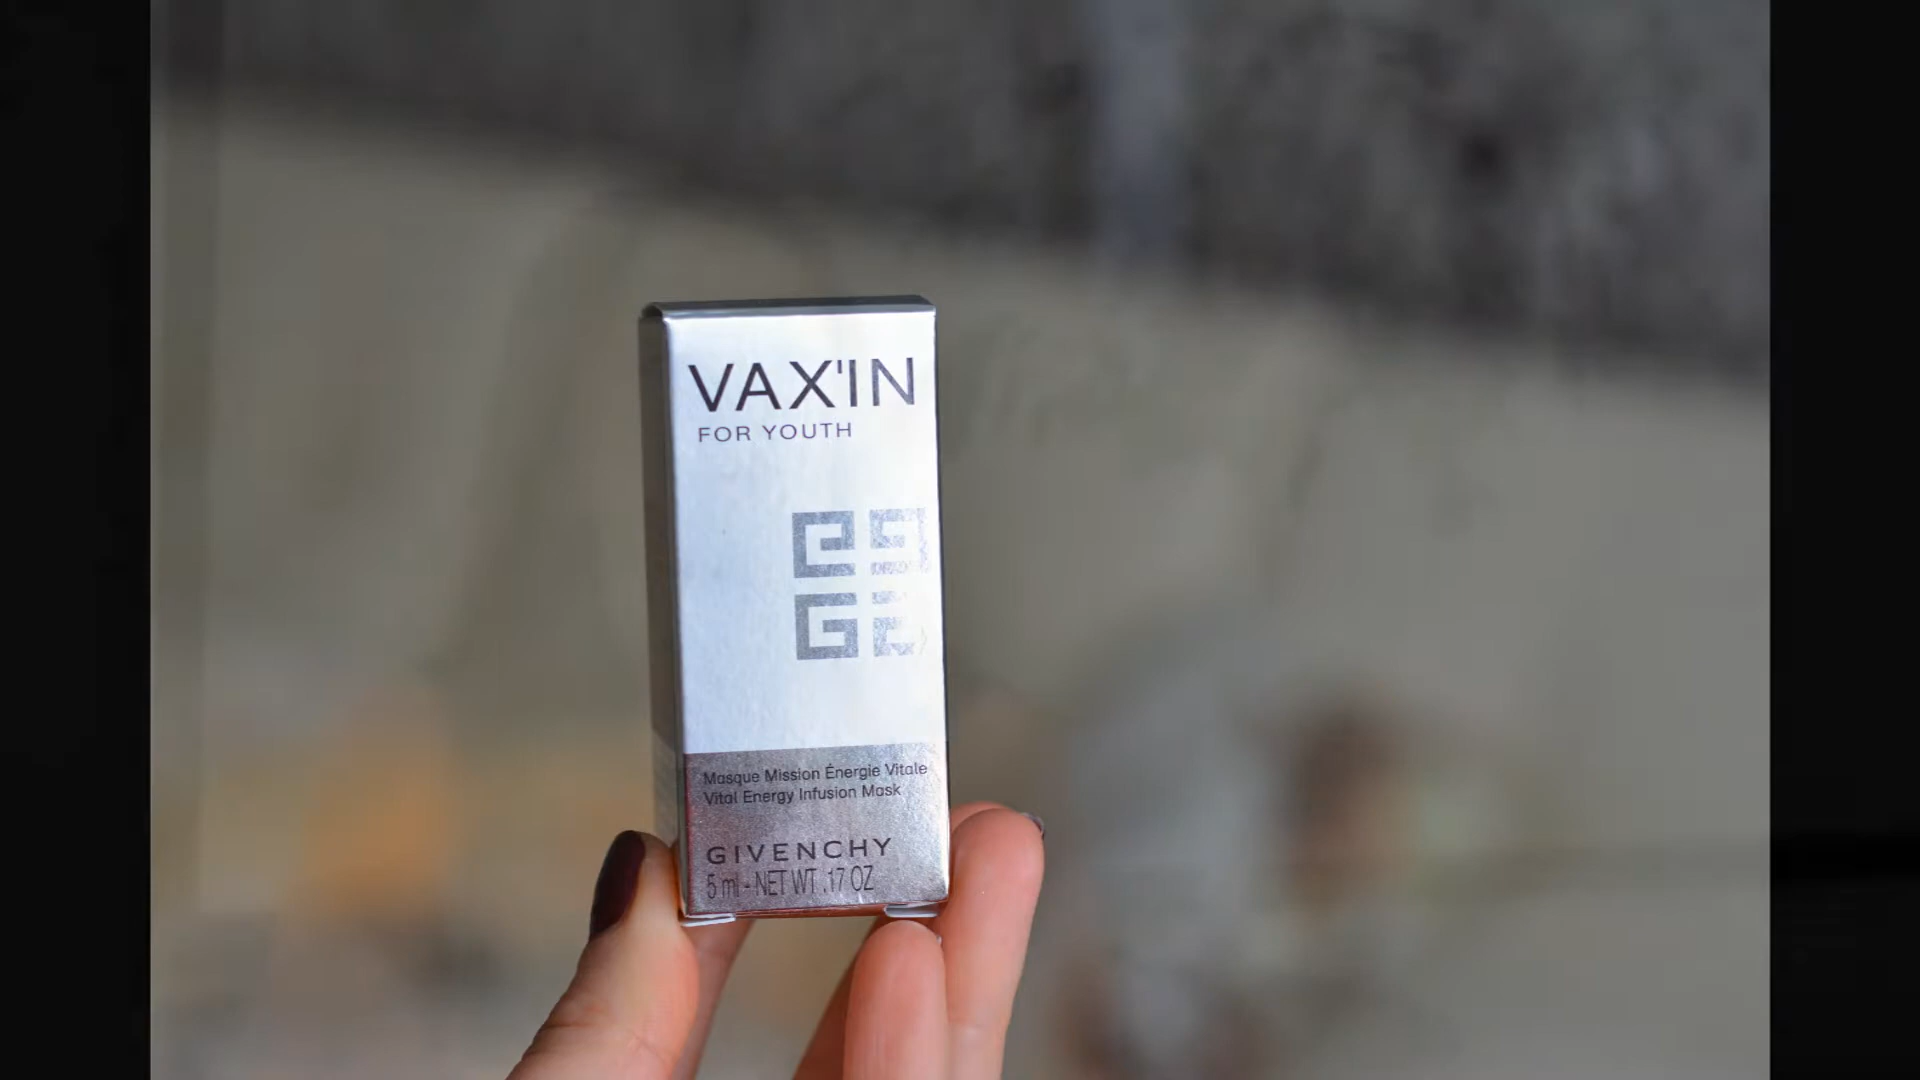 VAX'IN
FOR YOUTH
Masque Mission Énergie Vitale
Vital Energy Infusion Mask
GIVENCHY
5 ml - NET WT .17 OZ